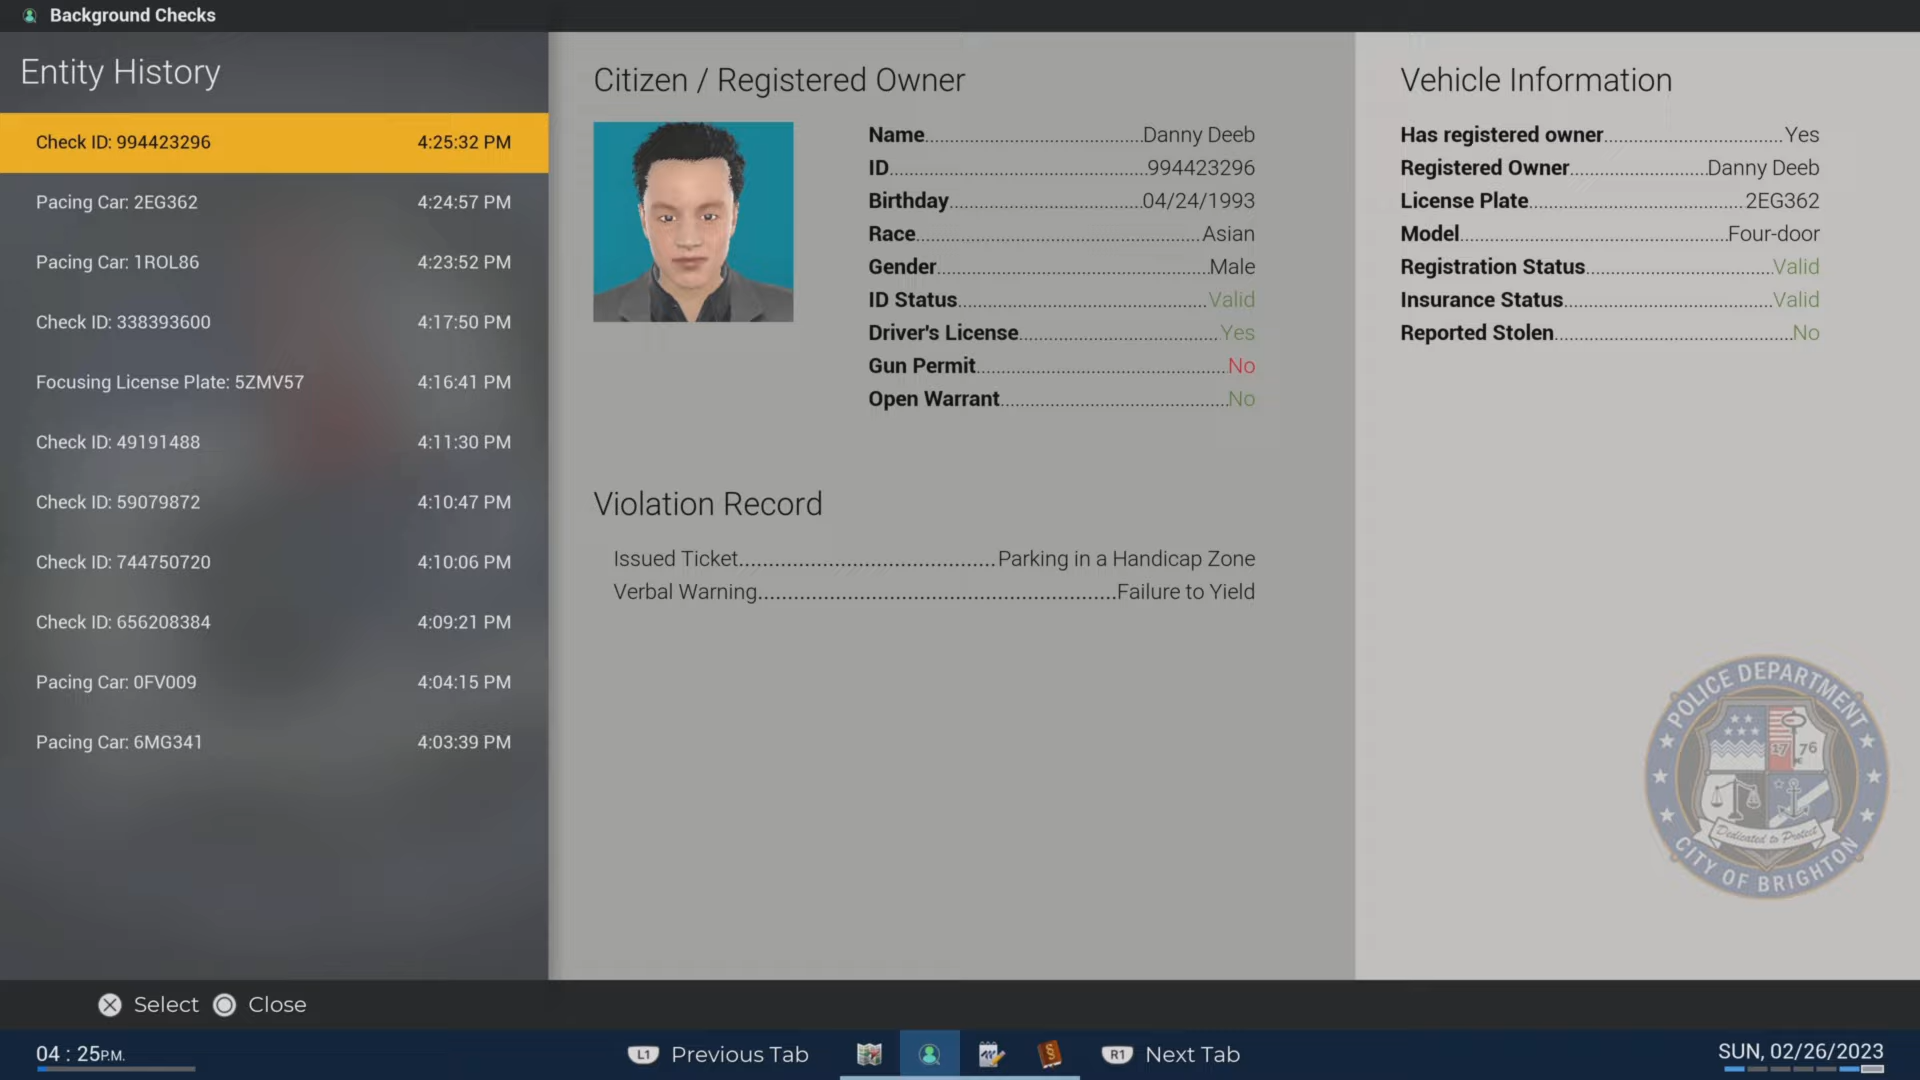 Background Checks
Entity History
Check ID: 994423296 4:25:32 PM
Pacing Car: 2EG362 4:24:57 PM
Pacing Car: 1ROL86 4:23:52 PM
Check ID: 338393600 4:17:50 PM
Focusing License Plate: 5ZMV57 4:16:41 PM
Check ID: 49191488 4:11:30 PM
Check ID: 59079872 4:10:47 PM
Check ID: 744750720 4:10:06 PM
Check ID: 656208384 4:09:21 PM
Pacing Car: 0FV009 4:04:15 PM
Pacing Car: 6MG341 4:03:39 PM
Citizen / Registered Owner
Name Danny Deeb
ID 994423296
Birthday 04/24/1993
Race Asian
Gender Male
ID Status Valid
Driver's License Yes
Gun Permit No
Open Warrant No
Violation Record
Issued Ticket Parking in a Handicap Zone
Verbal Warning Failure to Yield
Vehicle Information
Has registered owner Yes
Registered Owner Danny Deeb
License Plate 2EG362
Model Four-door
Registration Status Valid
Insurance Status Valid
Reported Stolen No
POLICE DEPARTMENT
17 76
Dedicated to Protect
CITY OF BRIGHTON
Select Close
04 : 25 P.M.
L1 Previous Tab R1 Next Tab
SUN, 02/26/2023